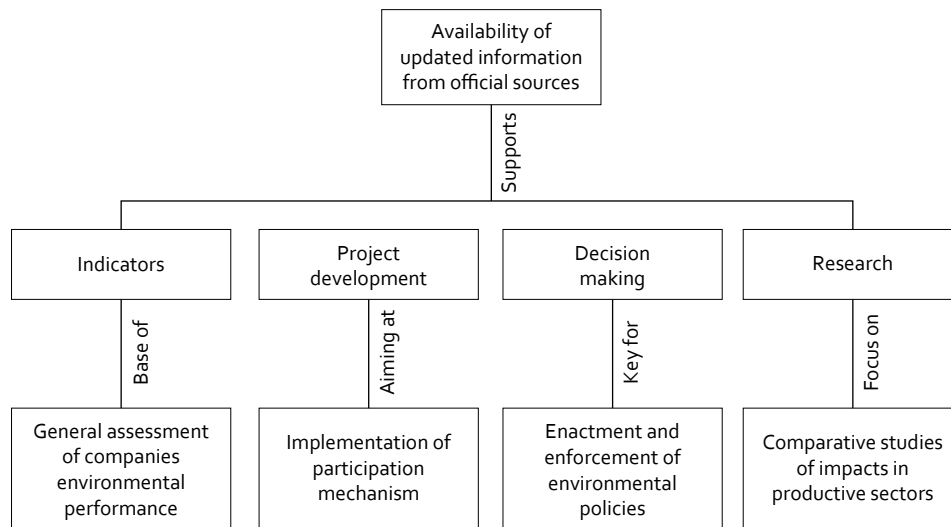 Availability of
updated information
from official sources
Supports
Indicators
Project
development
Decision
making
Research
Base of
Aiming at
Key for
Focus on
General assessment
of companies
environmental
performance
Implementation of
participation
mechanism
Enactment and
enforcement of
environmental
policies
Comparative studies
of impacts in
productive sectors